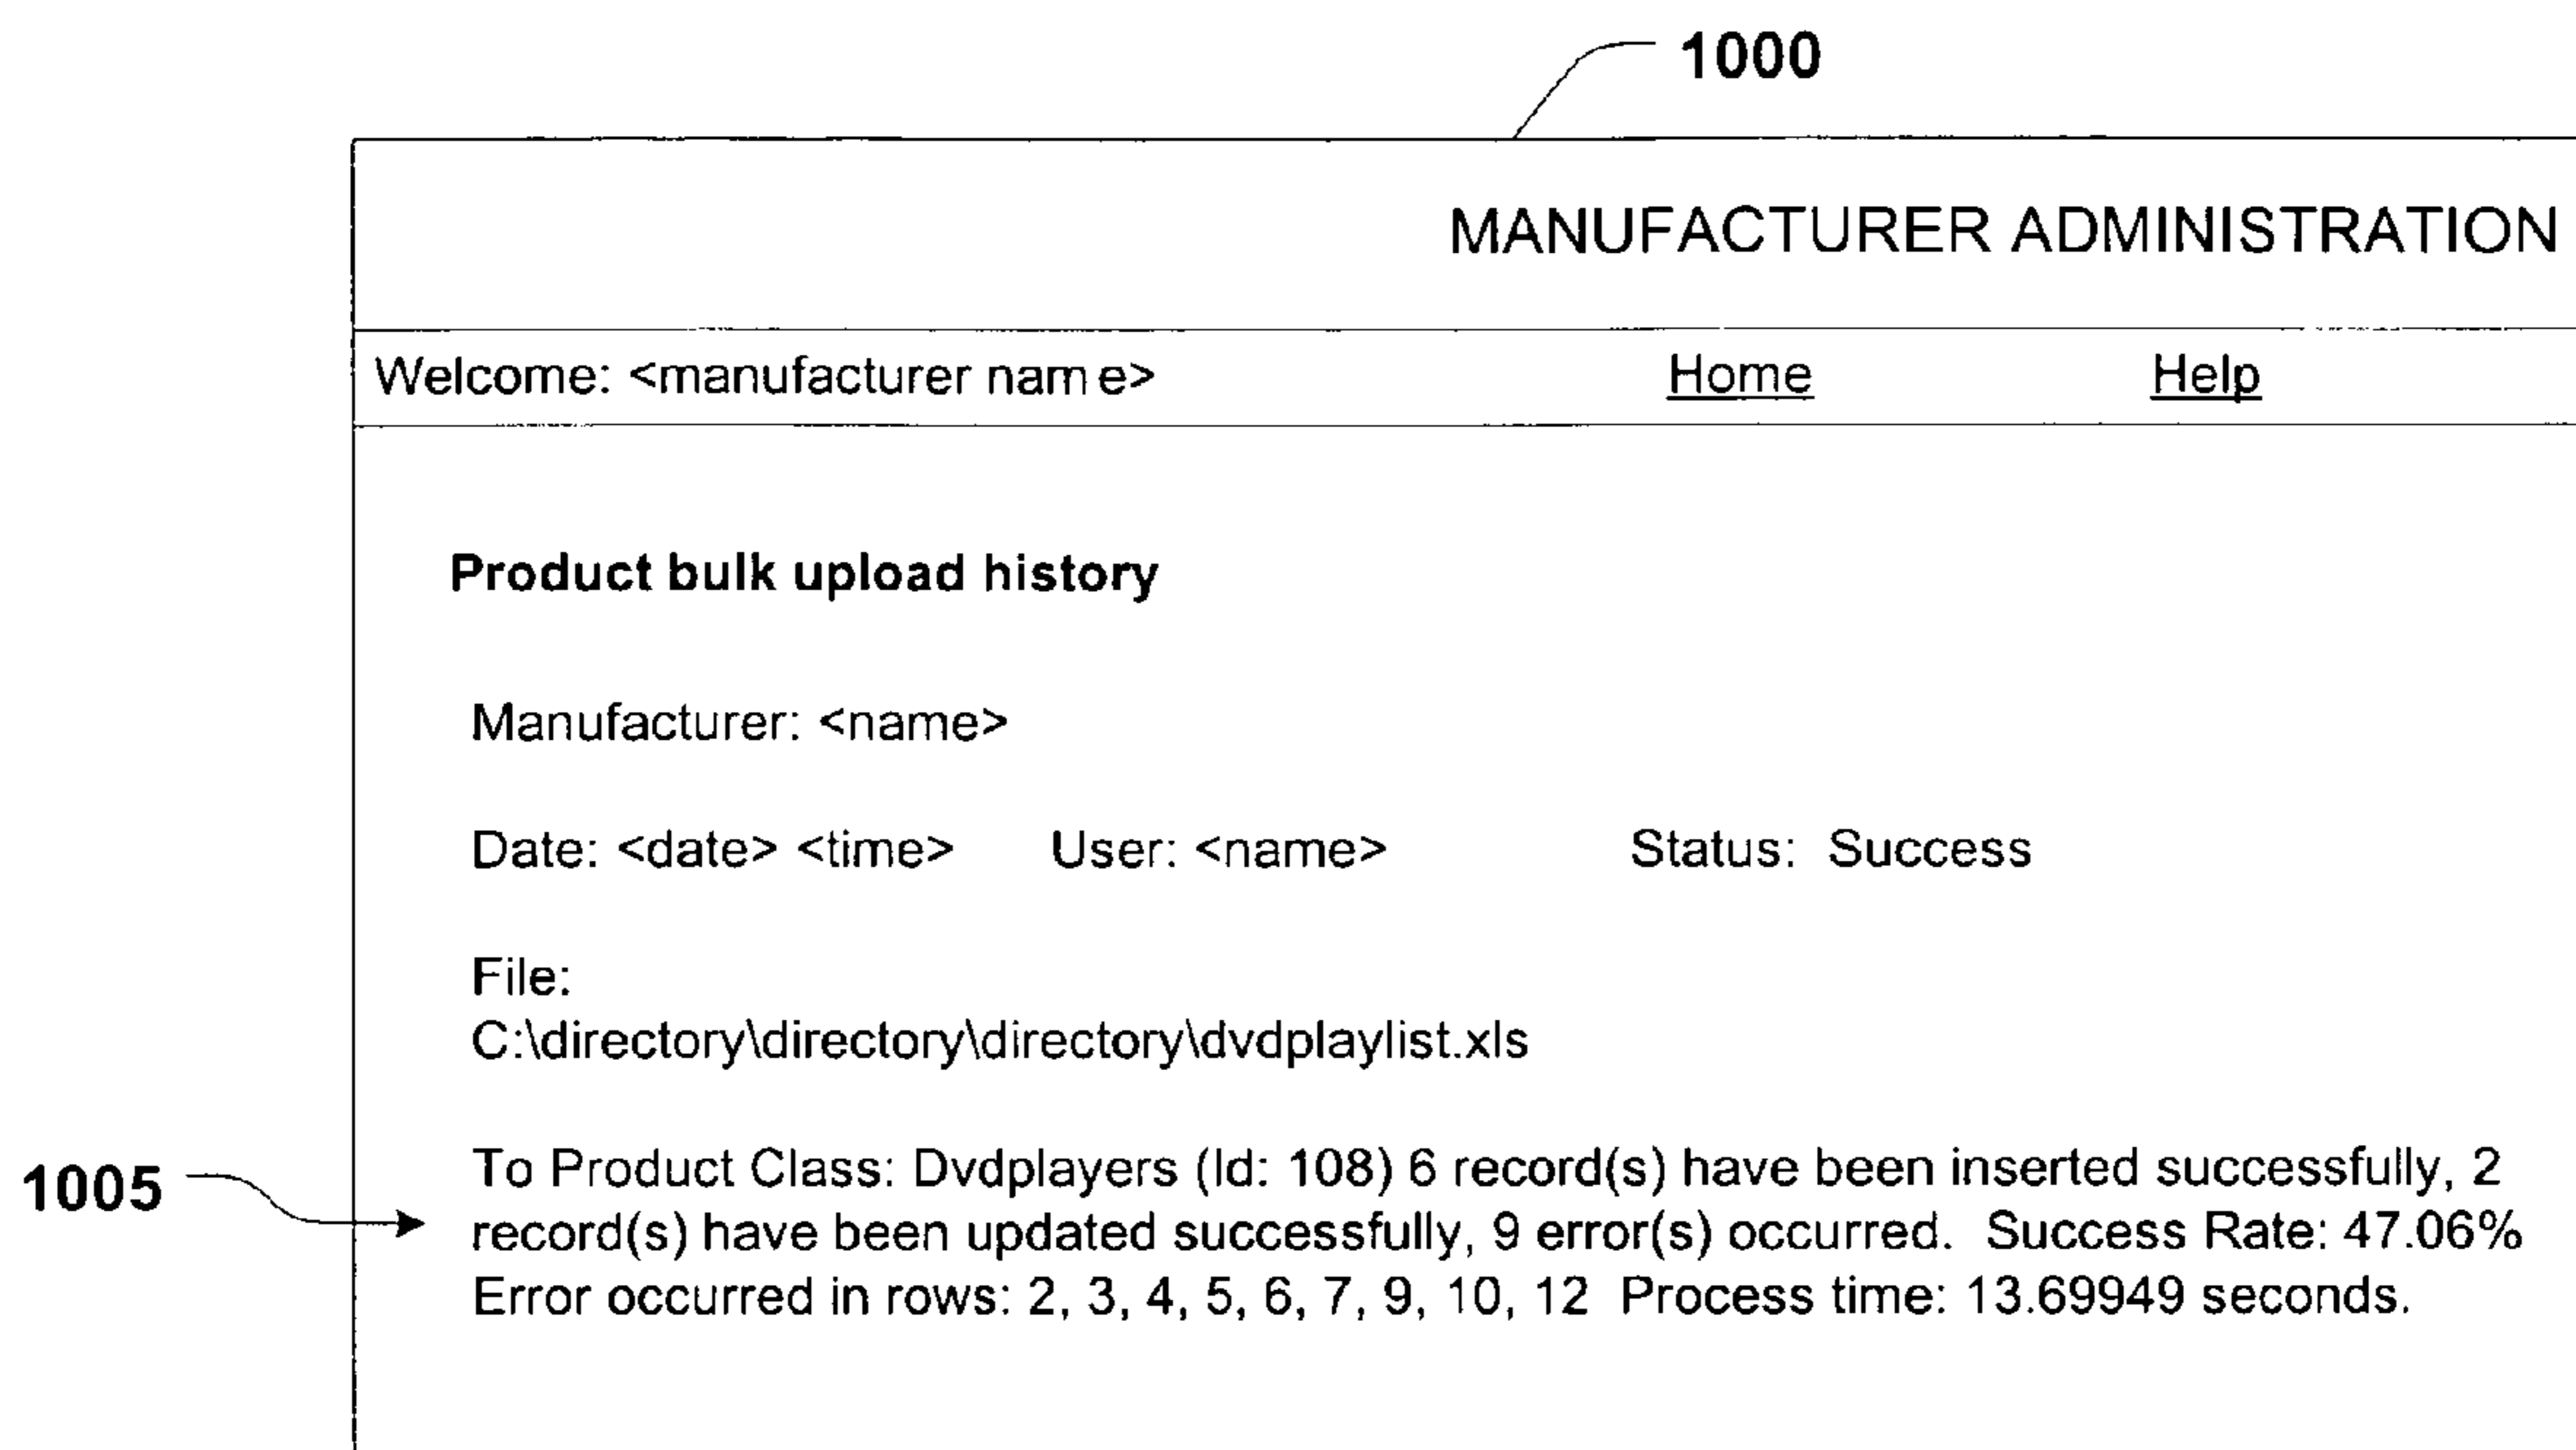 1000
MANUFACTURER ADMINISTRATION
Welcome: <manufacturer name> Home Help
Product bulk upload history
Manufacturer: <name>
Date: <date> <time> User: <name> Status: Success
File:
C:\directory\directory\directory\dvdplaylist.xls
To Product Class: Dvdplayers (Id: 108) 6 record(s) have been inserted successfully, 2
1005
record(s) have been updated successfully, 9 error(s) occurred. Success Rate: 47.06%
Error occurred in rows: 2, 3, 4, 5, 6, 7, 9, 10, 12 Process time: 13.69949 seconds.